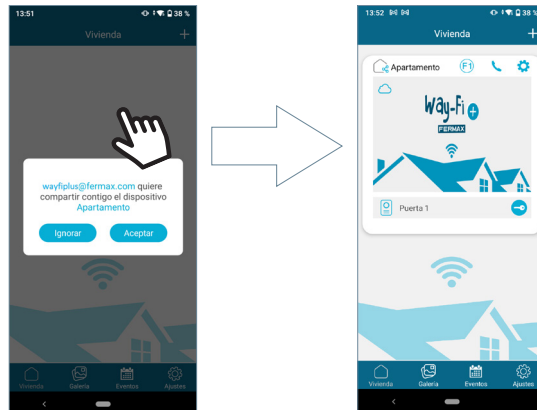 13:51
38 %
Vivienda
+
wayfiplus@fermax.com quiere
compartir contigo el dispositivo
Apartamento
Ignorar
Aceptar
Vivienda
Galería
Eventos
Ajustes
13:52
38 %
Vivienda
+
Apartamento
F1
Way-Fi +
FERMAX
Puerta 1
Vivienda
Galería
Eventos
Ajustes